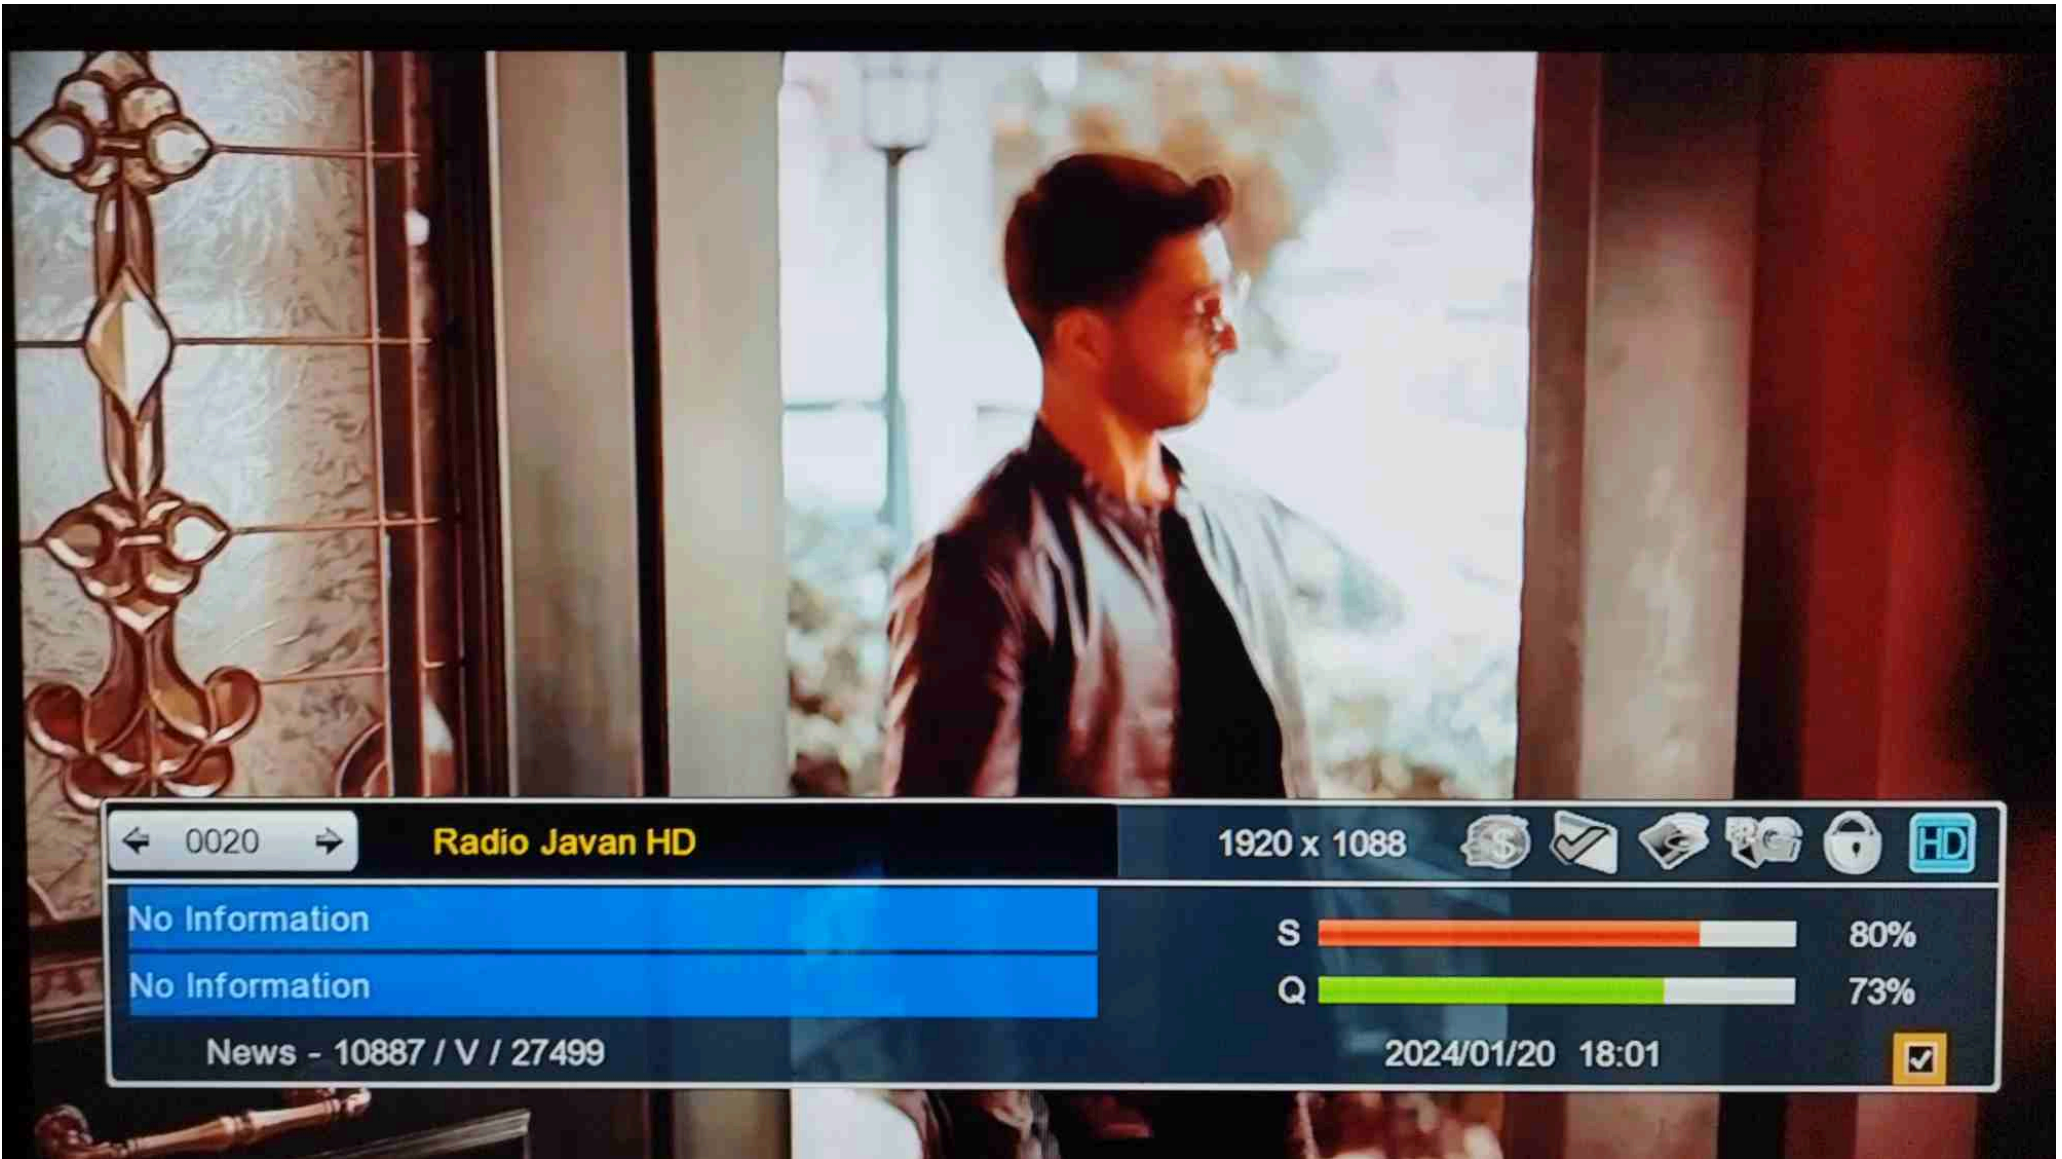 0020
Radio Javan HD
1920 x 1088
HD
No Information
No Information
S 80%
Q 73%
News - 10887 / V / 27499
2024/01/20 18:01